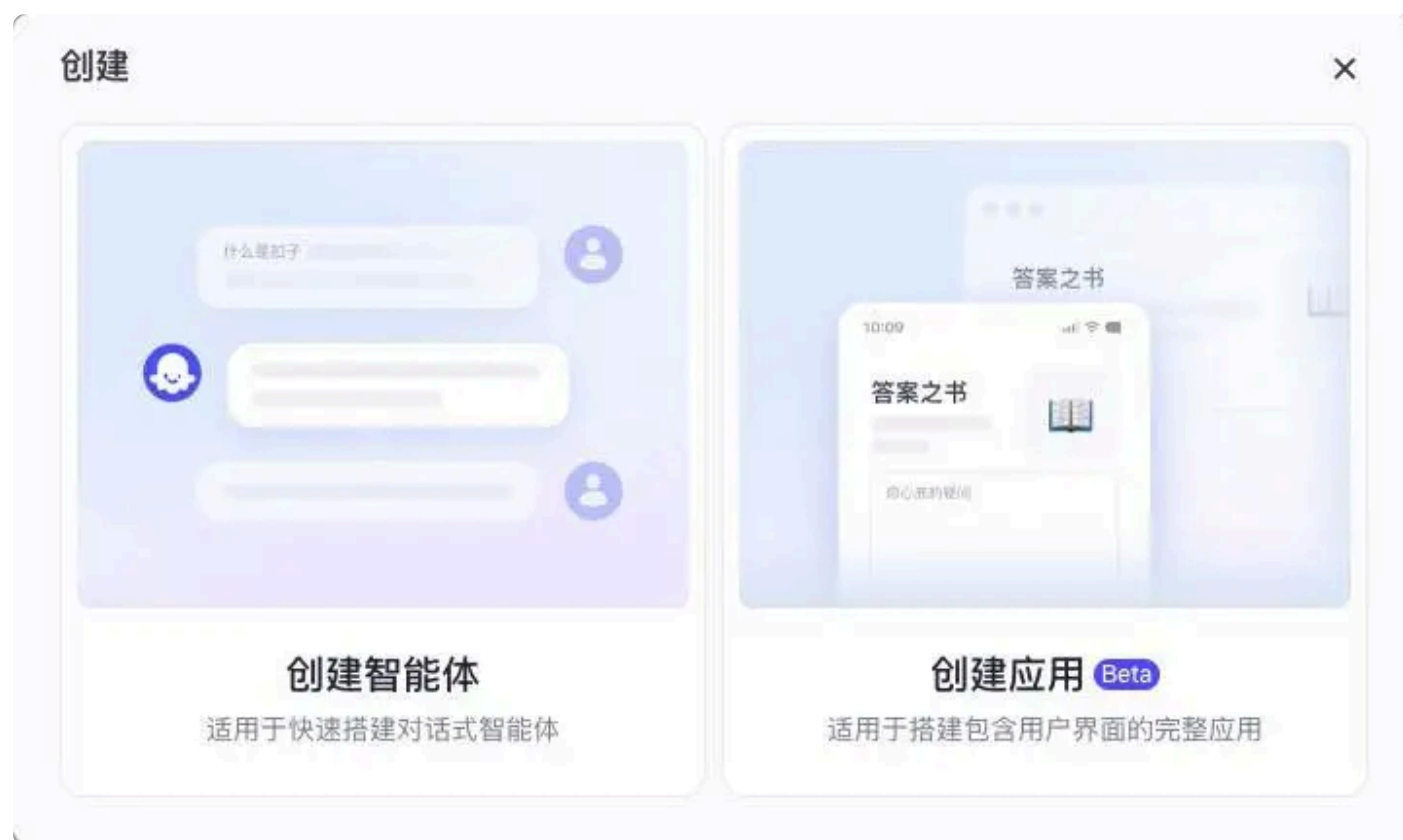 创建
什么是扣子
答案之书
10:09
答案之书
创建智能体
适用于快速搭建对话式智能体
创建应用 Beta
适用于搭建包含用户界面的完整应用